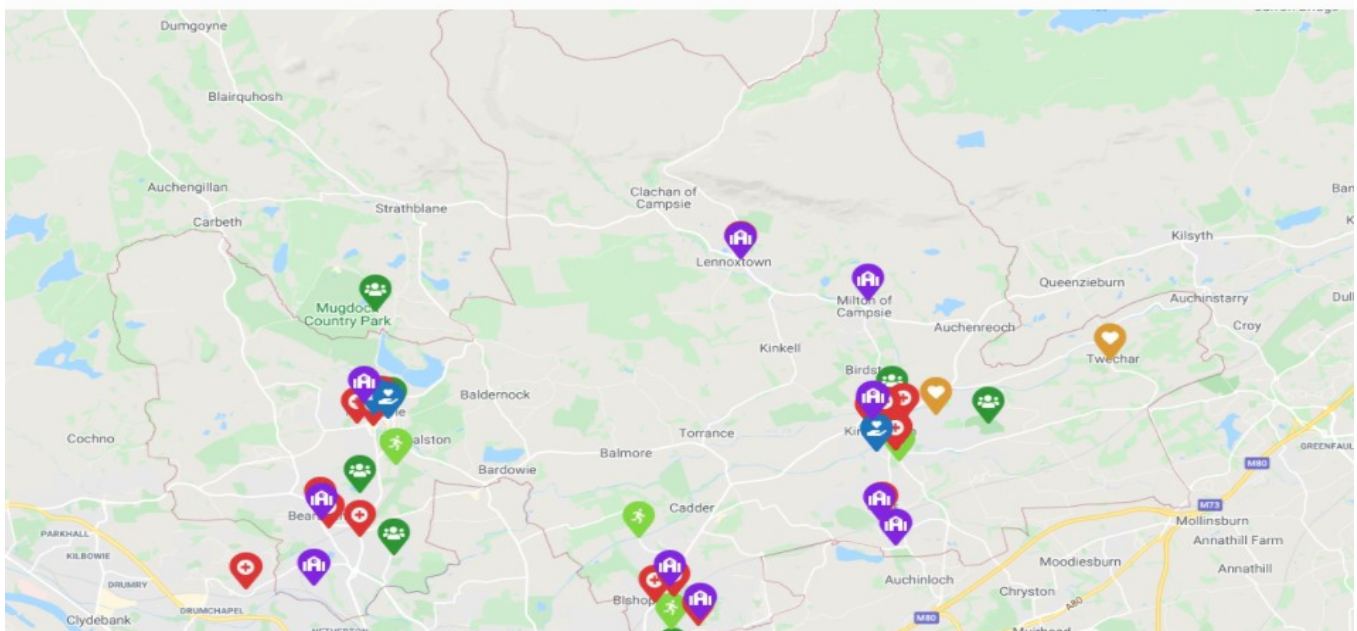 Dumgoyne
Blairquhosh
Auchengillan
Carbeth
Strathblane
Clachan of
Campsie
Lennoxtown
Kilsyth
Queenzieburn
Milton of
Campsie
Auchinstarry
Mugdock
Country Park
Auchenreoch
Croy
Kinkell
Twechar
Baldernock
Cochno
Torrance
Balmore
Bardowie
GREENFAUL
M80
Cadder
M73
Mollinsburn
PARKHALL
KILBOWIE
Annathill Farm
Moodiesburn
Annathill
DRUMRY
Auchinloch
Chryston
DRUMCHAPEL
A80
Clydebank
M80